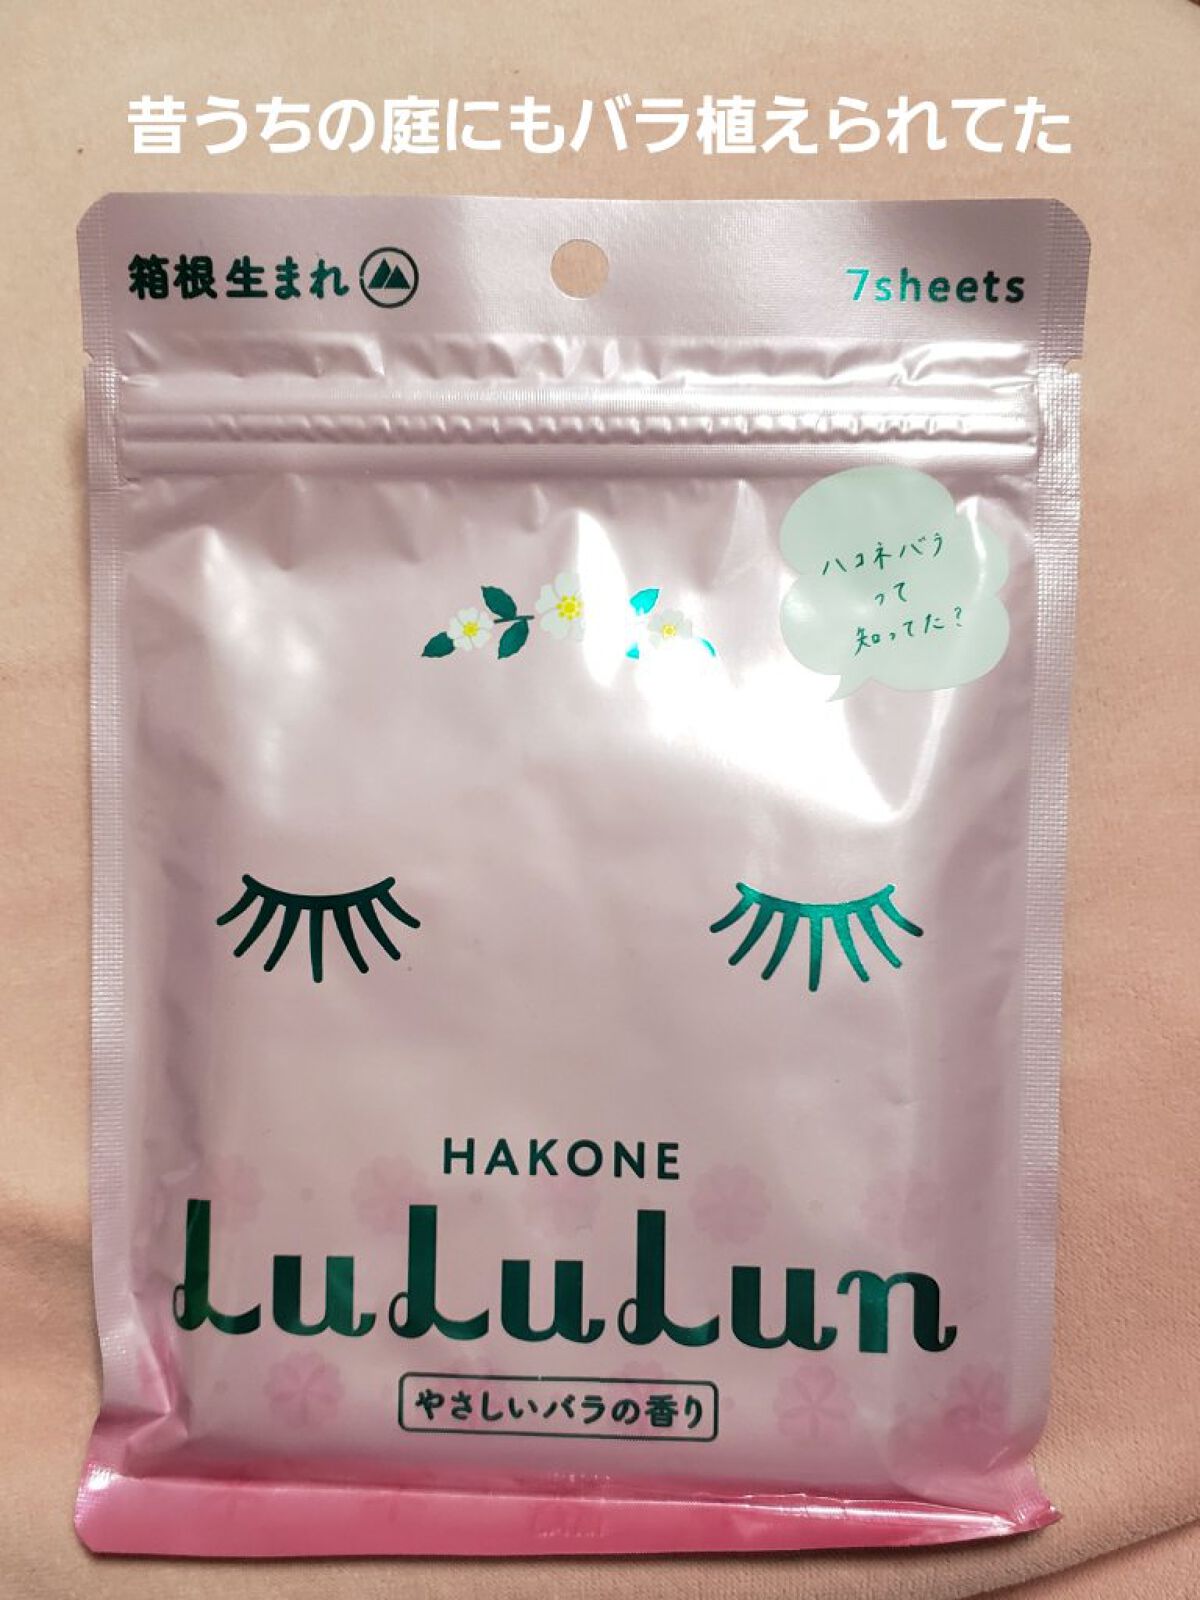 昔うちの庭にもバラ植えられてた
箱根生まれ
7sheets
ハコネバラ
って
知ってた?
HAKONE
LuLuLun
やさしいバラの香り